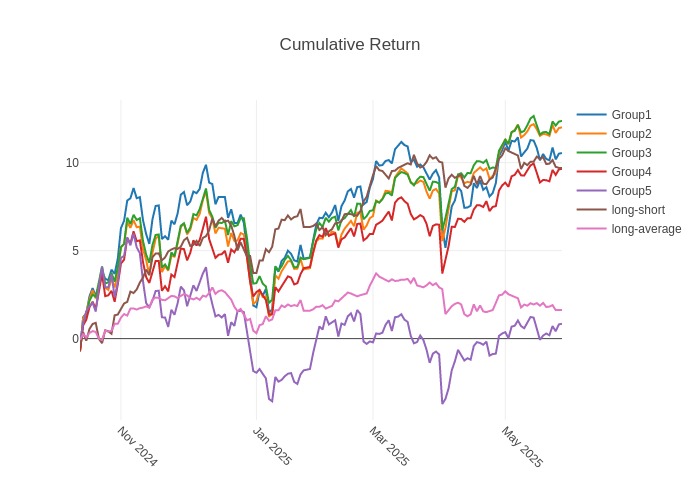 Cumulative Return
10
5
0
Nov 2024
Jan 2025
Mar 2025
May 2025
Group1
Group2
Group3
Group4
Group5
long-short
long-average